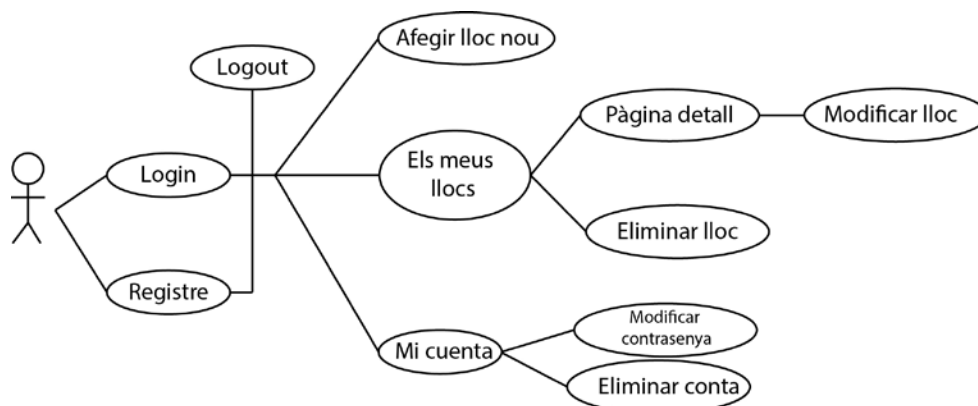 Afegir lloc nou
Logout
Pàgina detall
Modificar lloc
Login
Els meus
llocs
Eliminar lloc
Registre
Modificar
contrasenya
Mi cuenta
Eliminar conta